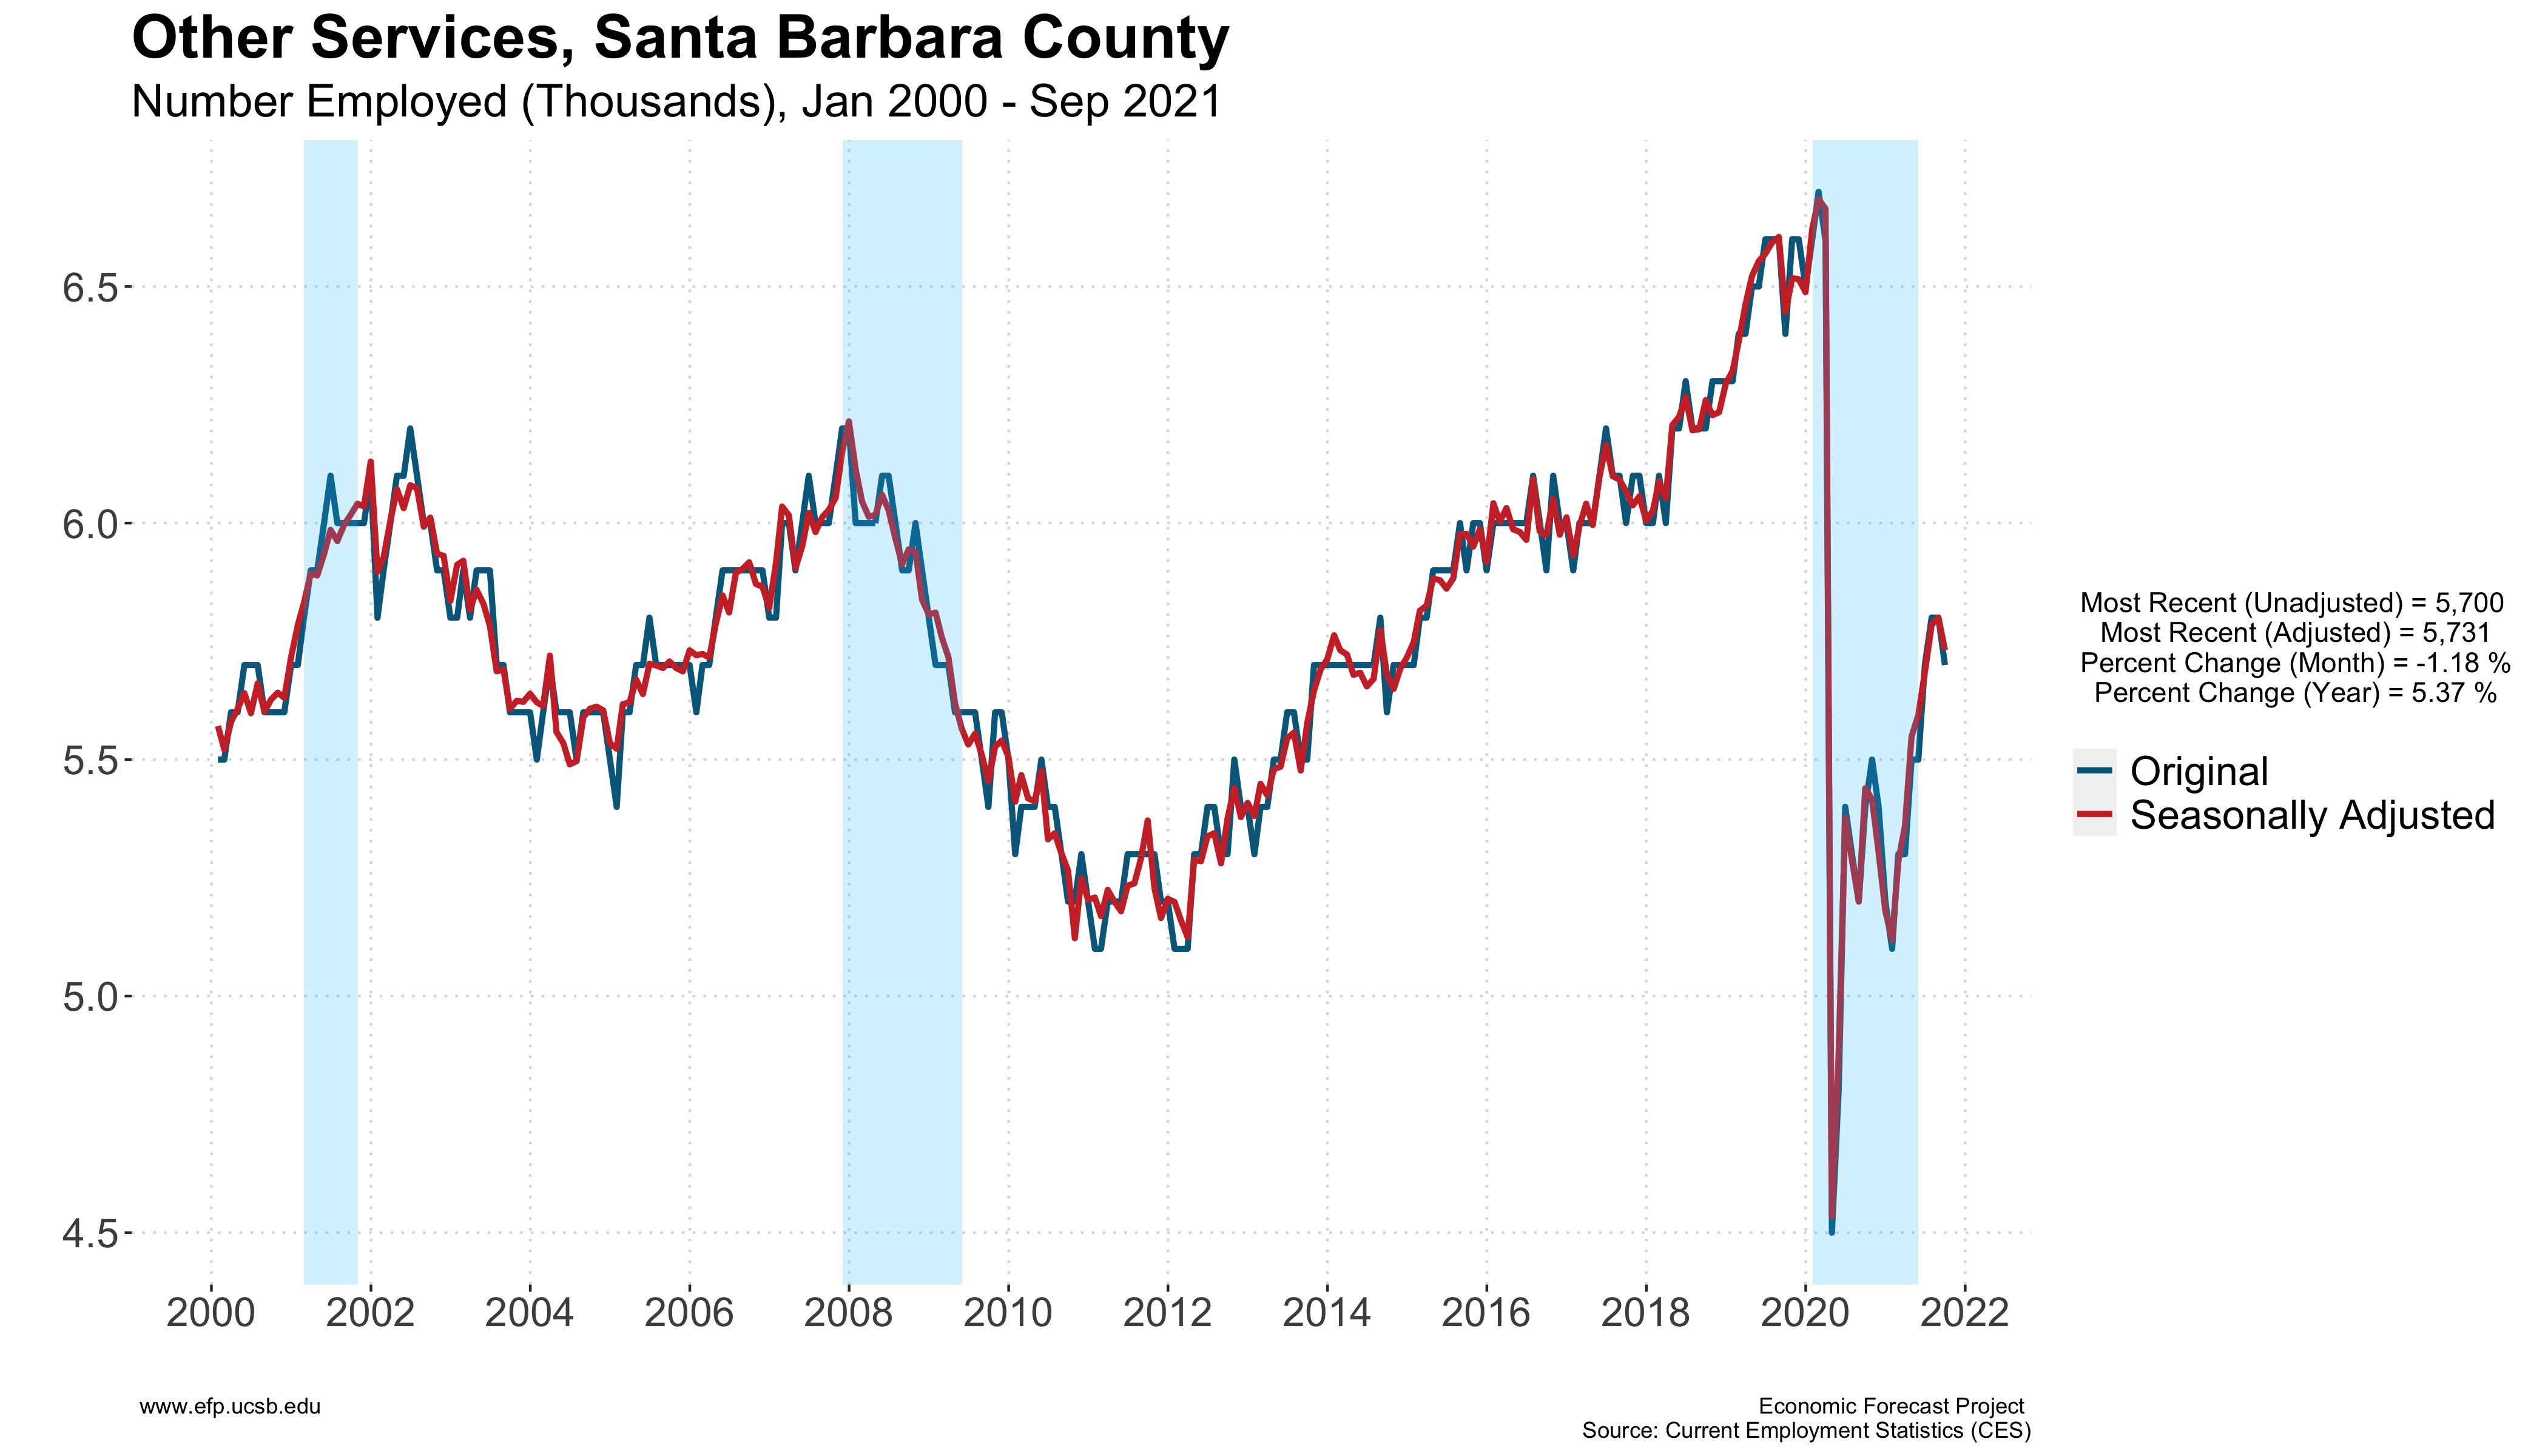 Other Services, Santa Barbara County
Number Employed (Thousands), Jan 2000 - Sep 2021
6.5
6.0
5.5
5.0
4.5
2000 2002 2004 2006 2008 2010 2012 2014 2016 2018 2020 2022
Most Recent (Unadjusted) = 5,700
Most Recent (Adjusted) = 5,731
Percent Change (Month) = -1.18 %
Percent Change (Year) = 5.37 %
Original
Seasonally Adjusted
www.efp.ucsb.edu
Economic Forecast Project
Source: Current Employment Statistics (CES)